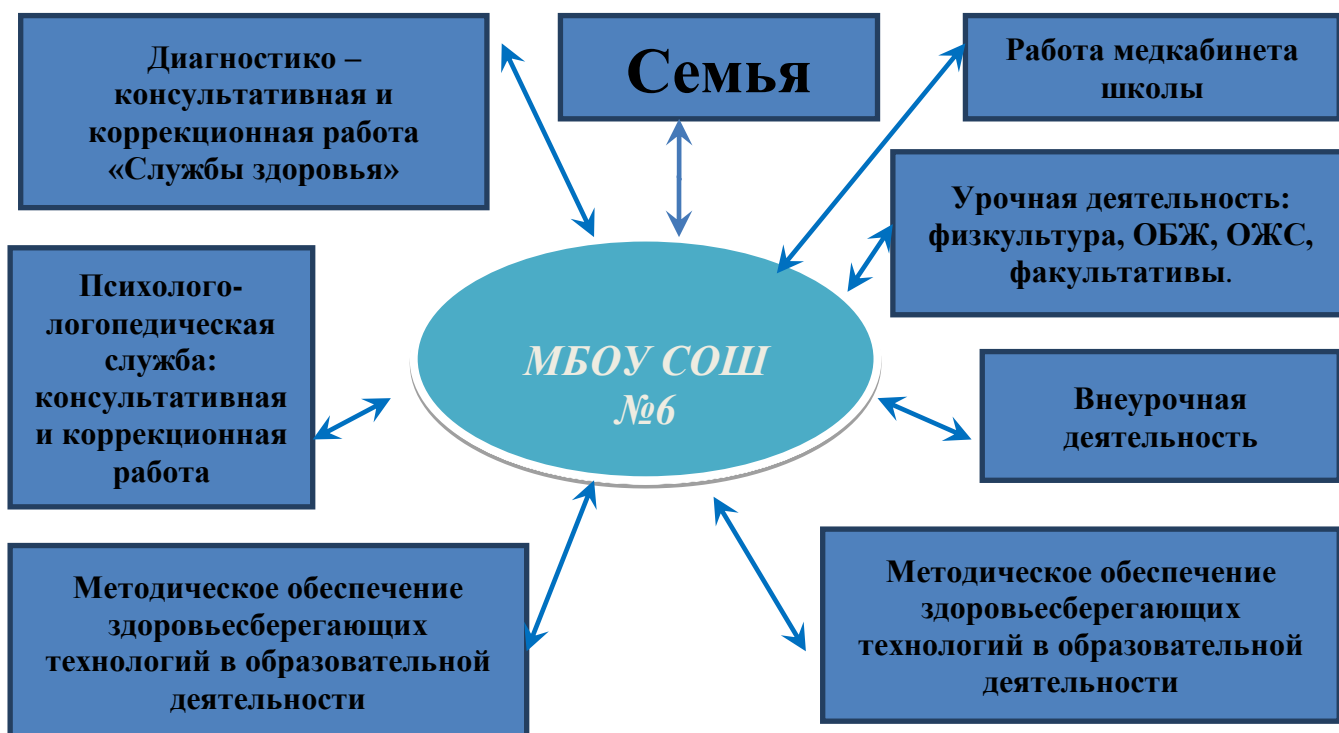 Диагностико –
консультативная и
коррекционная работа
«Службы здоровья»
Семья
Работа медкабинета
школы
Урочная деятельность:
физкультура, ОБЖ, ОЖС,
факультативы.
Психолого-
логопедическая
служба:
консультативная
и коррекционная
работа
МБОУ СОШ
№6
Внеурочная
деятельность
Методическое обеспечение
здоровьесберегающих
технологий в образовательной
деятельности
Методическое обеспечение
здоровьесберегающих
технологий в образовательной
деятельности